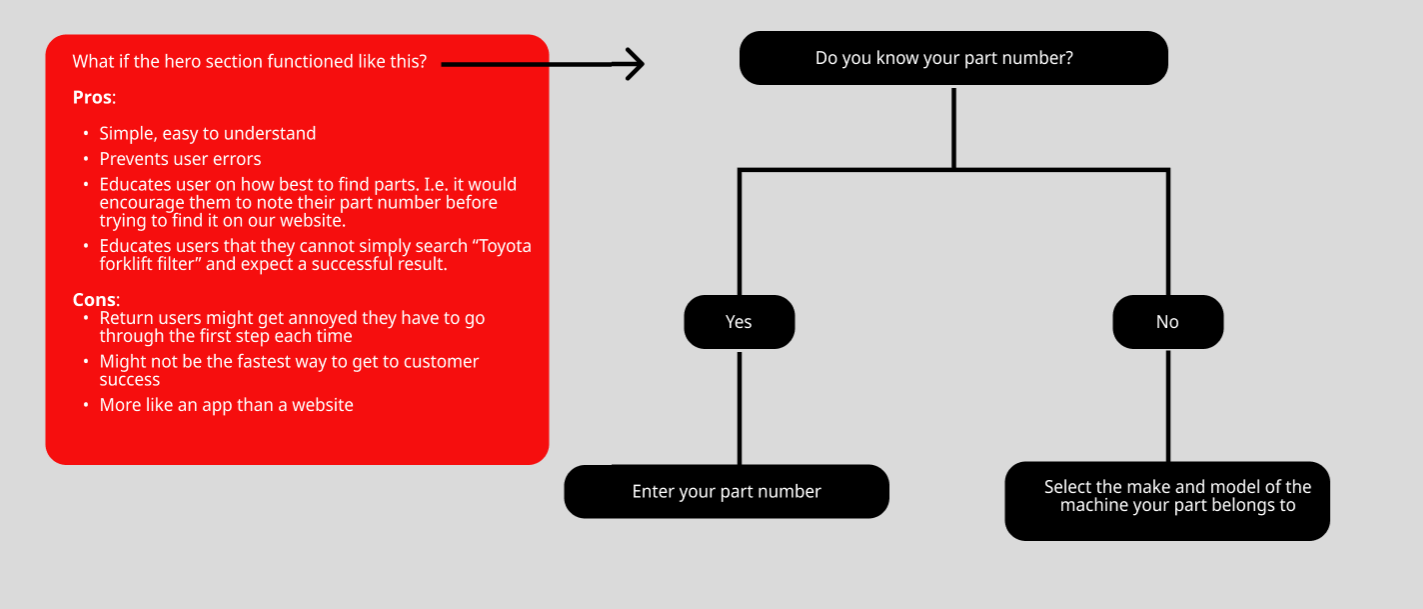 What if the hero section functioned like this?
Pros:
• Simple, easy to understand
• Prevents user errors
• Educates user on how best to find parts. I.e. it would
encourage them to note their part number before
trying to find it on our website.
• Educates users that they cannot simply search “Toyota
forklift filter” and expect a successful result.
Cons:
• Return users might get annoyed they have to go
through the first step each time
• Might not be the fastest way to get to customer
success
• More like an app than a website
Do you know your part number?
Yes
No
Enter your part number
Select the make and model of the
machine your part belongs to